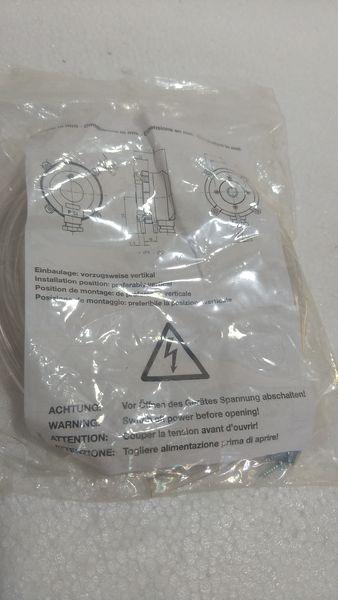 Einbaulage: vorzugsweise vertikal
Installation position: preferably vertical
Position de montage: de préférence verticale
Posizione de montaggio: preferibile la posizione verticale
ACHTUNG: Vor Öffnen des Gerätes Spannung abschalten!
WARNING: Switch off power before opening!
ATTENTION: Couper la tension avant d'ouvrir!
ATTENZIONE: Togliere alimentazione prima di aprire!